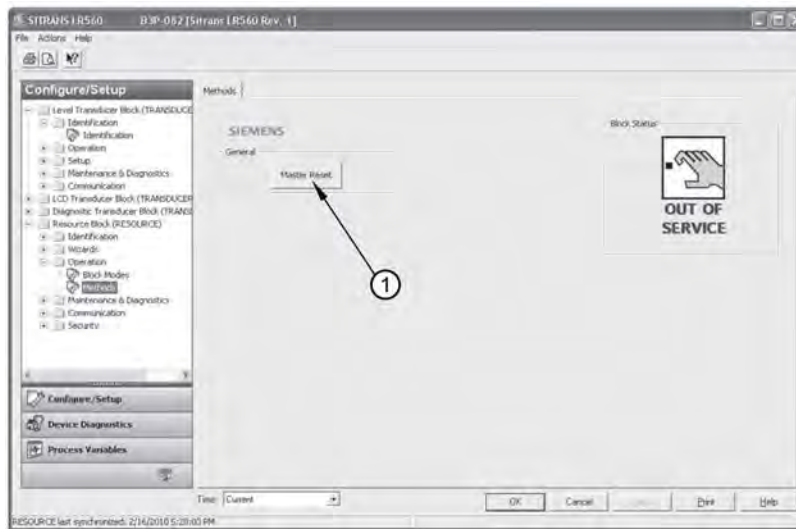 SITRANS LR560 B3P-082 [Sitrans LR560 Rev. 1]
File Actions Help
Configure/Setup
Methods
Level Transducer Block (TRANSDUCE
Identification
Identification
Operation
Setup
Maintenance & Diagnostics
Communication
LCD Transducer Block (TRANSDUCER
Diagnostic Transducer Block (TRANS
Resource Block (RESOURCE)
Identification
Wizards
Operation
Block Modes
Methods
Maintenance & Diagnostics
Communication
Security
SIEMENS
General
Master Reset
1
Block Status
OUT OF
SERVICE
Configure/Setup
Device Diagnostics
Process Variables
Time: Current
OK Cancel Print Help
RESOURCE last synchronized: 2/16/2010 5:28:00 PM